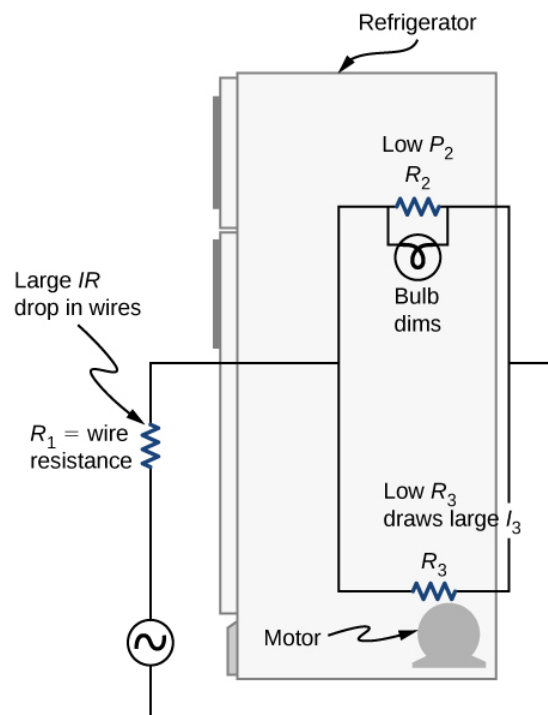 Refrigerator
Low P₂
R₂
Large IR
drop in wires
Bulb
dims
R₁ = wire
resistance
Low R₃
draws large I₃
R₃
Motor